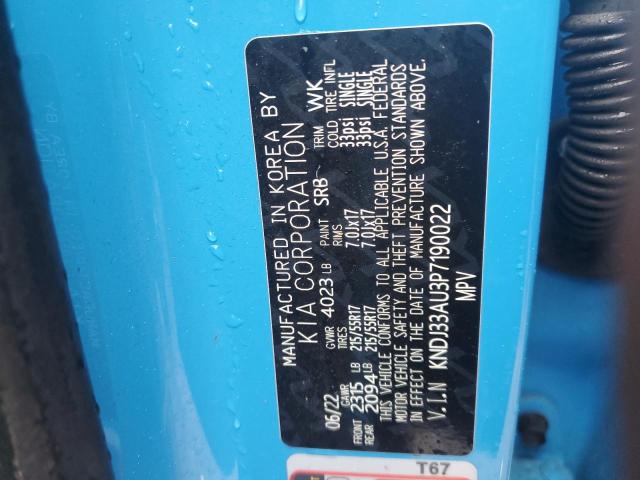 MANUFACTURED IN KOREA BY
KIA CORPORATION
06/22 GVWR 4023 LB PAINT SRB TRIM WK
GAWR TIRES RIMS COLD TIRE INFL
FRONT 2315 LB 215/55R17 7.0Jx17 33psi SINGLE
REAR 2094 LB 215/55R17 7.0Jx17 33psi SINGLE
THIS VEHICLE CONFORMS TO ALL APPLICABLE U.S.A. FEDERAL
MOTOR VEHICLE SAFETY AND THEFT PREVENTION STANDARDS
IN EFFECT ON THE DATE OF MANUFACTURE SHOWN ABOVE.
V.I.N KNDJ33AU3P7190022
MPV
T67